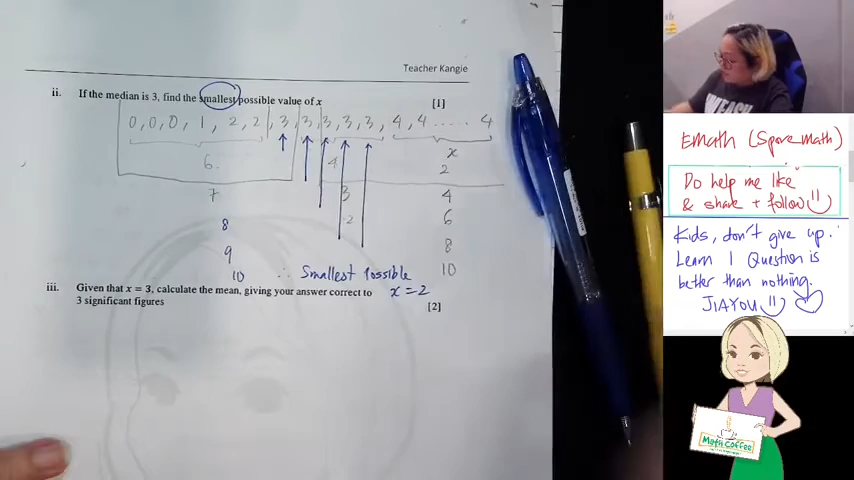 Teacher Kangie
ii. If the median is 3, find the smallest possible value of x
[1]
0, 0, 0, 1, 2, 2, 3, 3, 3, 3, 3, 4, 4 ..... 4
6 4 x
2
7 3 4
8 2 6
9 8
10 ∴ Smallest Possible 10
x = 2
iii. Given that x = 3, calculate the mean, giving your answer correct to
3 significant figures
[2]
EMath (Spore Math)
Do help me like
& share + follow
Kids, don't give up.
Learn 1 Question is
better than nothing.
JIAYOU
Math Coffee